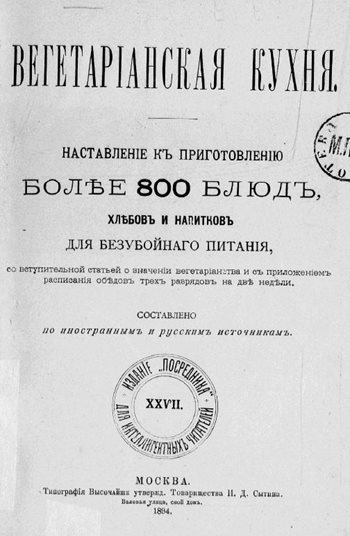 ВЕГЕТАРІАНСКАЯ КУХНЯ.
НАСТАВЛЕНІЕ КЪ ПРИГОТОВЛЕНІЮ
БОЛѢЕ 800 БЛЮДЪ,
ХЛѢБОВЪ И НАПИТКОВЪ
ДЛЯ БЕЗУБОЙНАГО ПИТАНІЯ,
со вступительной статьей о значеніи вегетаріанства и съ приложеніемъ
расписанія обѣдовъ трехъ разрядовъ на двѣ недѣли.
СОСТАВЛЕНО
по иностраннымъ и русскимъ источникамъ.
ИЗДАНІЕ „ПОСРЕДНИКА“
XXVII.
ДЛЯ ИНТЕЛЛИГЕНТНЫХЪ ЧИТАТЕЛЕЙ
МОСКВА.
Типографія Высочайше утвержд. Товарищества И. Д. Сытина.
Валовая улица, свой домъ.
1894.